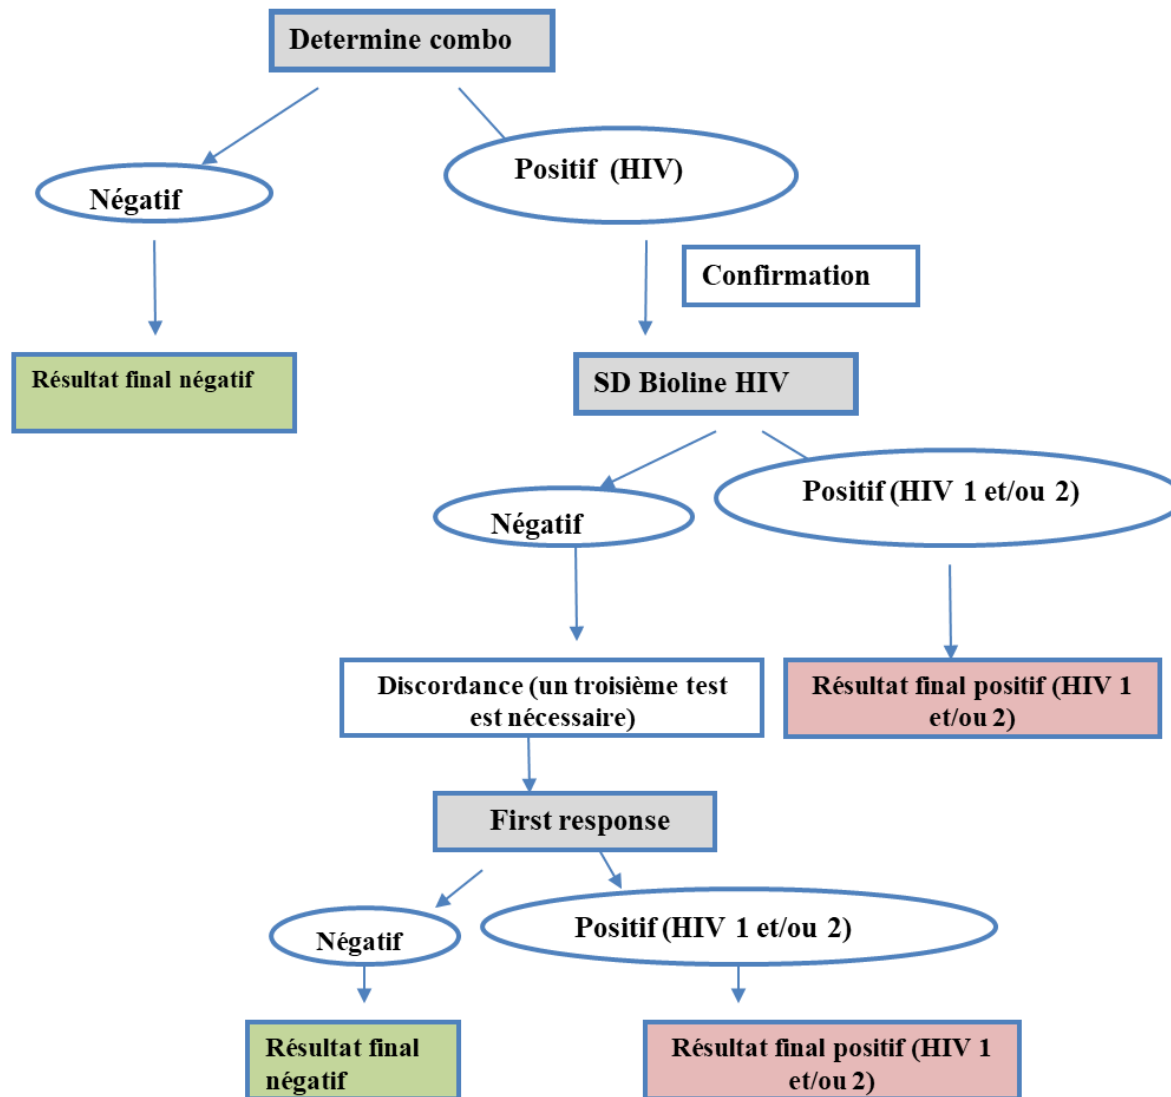 Determine combo
Négatif
Positif (HIV)
Confirmation
Résultat final négatif
SD Bioline HIV
Négatif
Positif (HIV 1 et/ou 2)
Discordance (un troisième test
est nécessaire)
Résultat final positif (HIV 1
et/ou 2)
First response
Négatif
Positif (HIV 1 et/ou 2)
Résultat final
négatif
Résultat final positif (HIV 1
et/ou 2)